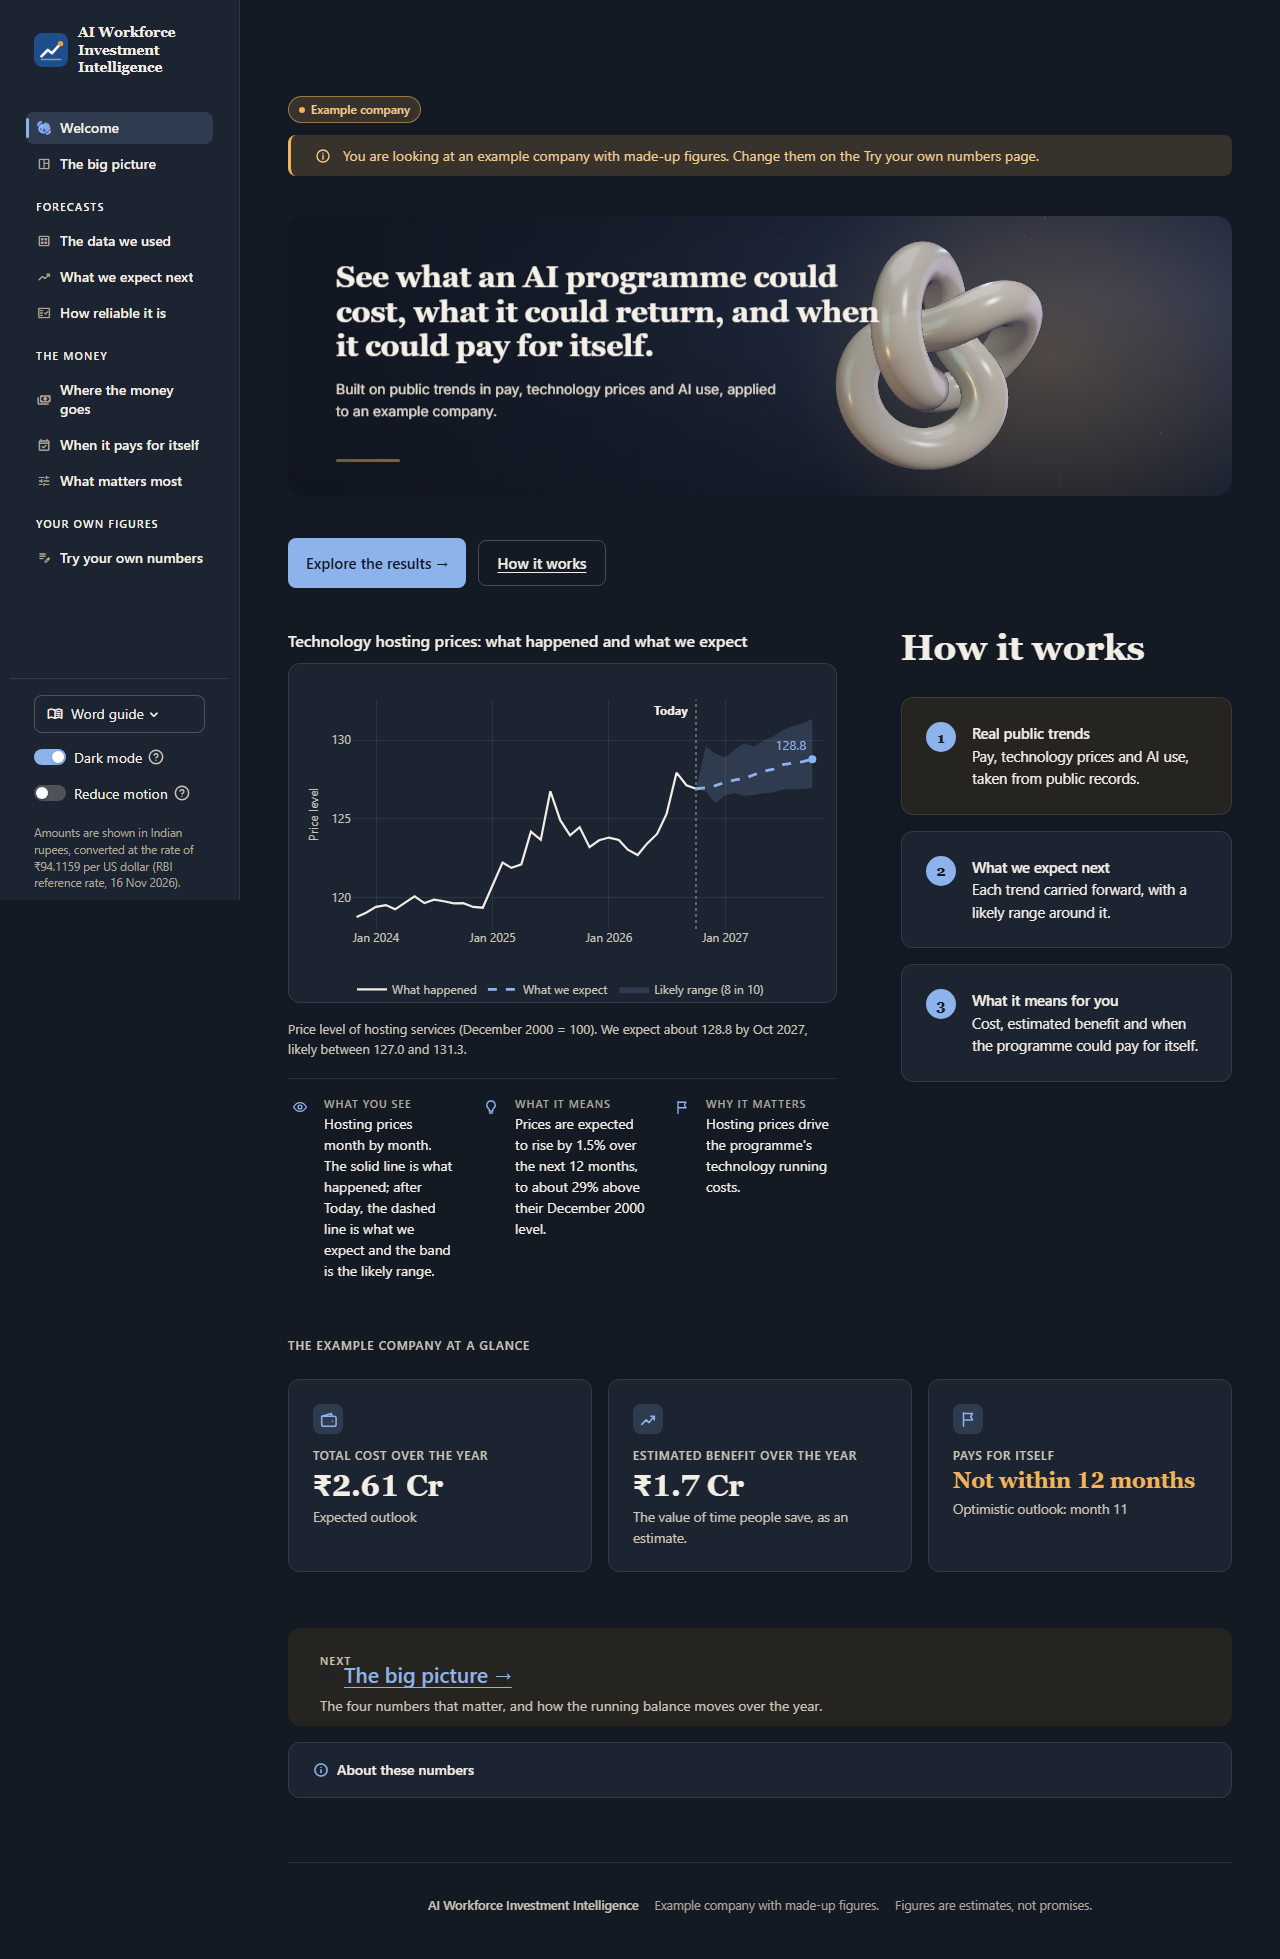 AI Workforce
Investment
Intelligence
Welcome
The big picture
FORECASTS
The data we used
What we expect next
How reliable it is
THE MONEY
Where the money
goes
When it pays for itself
What matters most
YOUR OWN FIGURES
Try your own numbers
Word guide
Dark mode ?
Reduce motion ?
Amounts are shown in Indian
rupees, converted at the rate of
₹94.1159 per US dollar (RBI
reference rate, 16 Nov 2026).
Example company
You are looking at an example company with made-up figures. Change them on the Try your own numbers page.
See what an AI programme could
cost, what it could return, and when
it could pay for itself.
Built on public trends in pay, technology prices and AI use, applied
to an example company.
Explore the results →
How it works
Technology hosting prices: what happened and what we expect
Today
128.8
130
125
120
Price level
Jan 2024
Jan 2025
Jan 2026
Jan 2027
What happened
What we expect
Likely range (8 in 10)
Price level of hosting services (December 2000 = 100). We expect about 128.8 by Oct 2027,
likely between 127.0 and 131.3.
WHAT YOU SEE
Hosting prices
month by month.
The solid line is what
happened; after
Today, the dashed
line is what we
expect and the band
is the likely range.
WHAT IT MEANS
Prices are expected
to rise by 1.5% over
the next 12 months,
to about 29% above
their December 2000
level.
WHY IT MATTERS
Hosting prices drive
the programme's
technology running
costs.
How it works
1
Real public trends
Pay, technology prices and AI use,
taken from public records.
2
What we expect next
Each trend carried forward, with a
likely range around it.
3
What it means for you
Cost, estimated benefit and when
the programme could pay for itself.
THE EXAMPLE COMPANY AT A GLANCE
TOTAL COST OVER THE YEAR
₹2.61 Cr
Expected outlook
ESTIMATED BENEFIT OVER THE YEAR
₹1.7 Cr
The value of time people save, as an
estimate.
PAYS FOR ITSELF
Not within 12 months
Optimistic outlook: month 11
NEXT
The big picture →
The four numbers that matter, and how the running balance moves over the year.
About these numbers
AI Workforce Investment Intelligence
Example company with made-up figures.
Figures are estimates, not promises.